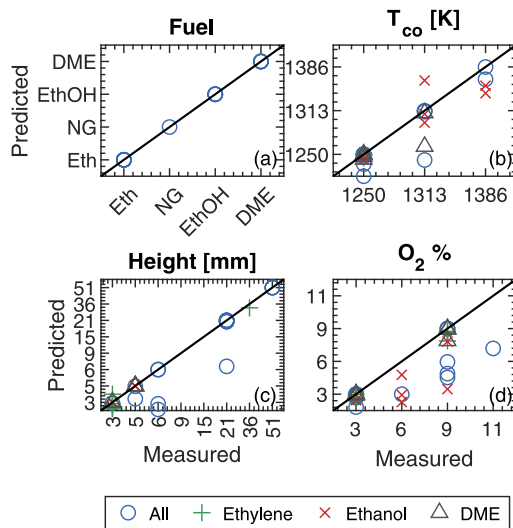 Fuel
T_co [K]
Predicted
DME
EthOH
NG
Eth
(a)
Eth
NG
EthOH
DME
1386
1313
1250
(b)
1250
1313
1386
Height [mm]
O_2 %
Predicted
51
36
21
15
9
6
5
3
(c)
3
5
6
9
15
21
36
51
Measured
11
9
6
3
(d)
3
6
9
11
Measured
All Ethylene Ethanol DME